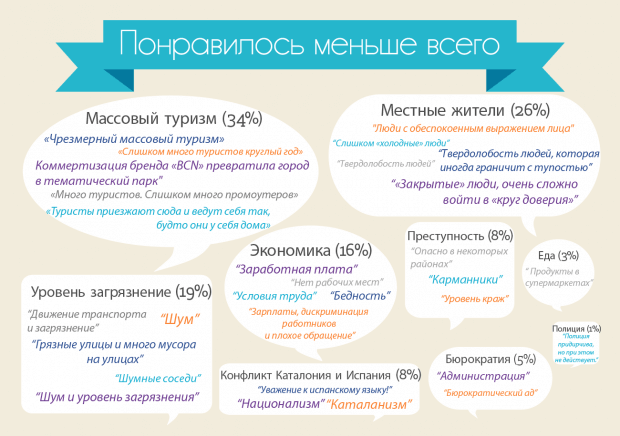 Понравилось меньше всего
Массовый туризм (34%)
«Чрезмерный массовый туризм»
«Слишком много туристов круглый год»
Коммертизация бренда «BCN» превратила город
в тематический парк"
«Много туристов. Слишком много промоутеров»
«Туристы приезжают сюда и ведут себя так,
будто они у себя дома»
Местные жители (26%)
"Люди с обеспокоенным выражением лица"
"Слишком «холодные» люди"
"Твердолобость людей, которая
иногда граничит с тупостью"
"Твердолобость людей"
"«Закрытые» люди, очень сложно
войти в «круг доверия»"
Уровень загрязнение (19%)
"Движение транспорта
и загрязнение"
"Шум"
"Грязные улицы и много мусора
на улицах"
"Шумные соседи"
"Шум и уровень загрязнения"
Экономика (16%)
"Заработная плата"
"Нет рабочих мест"
"Условия труда"
"Бедность"
"Зарплаты, дискриминация
работников
и плохое обращение"
Преступность (8%)
"Опасно в некоторых
районах"
"Карманники"
"Уровень краж"
Еда (3%)
"Продукты в
супермаркетах"
Полиция (1%)
"Полиция
придирчива,
но при этом
не действует."
Конфликт Каталония и Испания (8%)
"Уважение к испанскому языку!"
"Национализм"
"Каталанизм"
Бюрократия (5%)
"Администрация"
"Бюрократический ад"